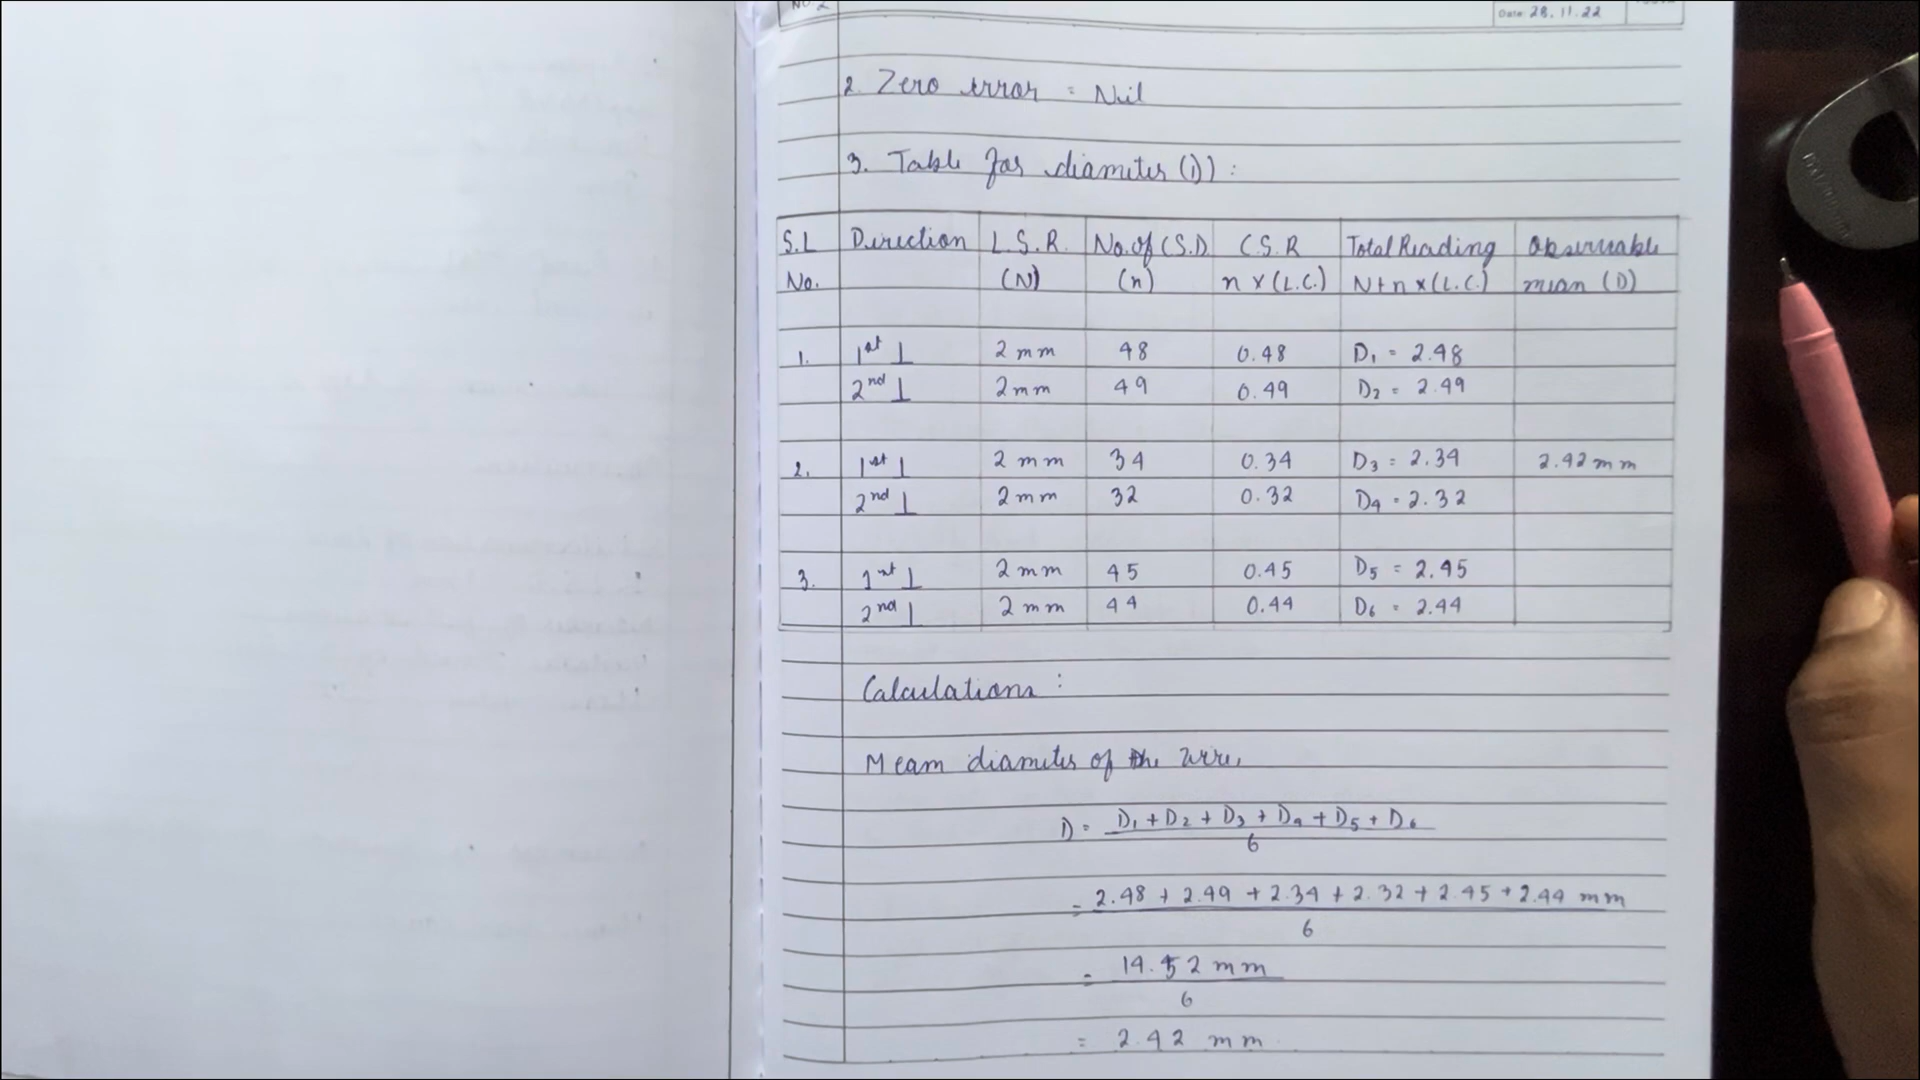 No. 2
Date: 28.11.22
2. Zero error = Nil
3. Table for diameter (D) :
S.L No. Direction L.S.R. (N) No. of C.S.D. (n) C.S.R n x (L.C.) Total Reading N+n x (L.C.) Observable mean (D)
1. 1st ⊥ 2 mm 48 0.48 D1 = 2.48
2nd ⊥ 2mm 49 0.49 D2 = 2.49
2. 1st ⊥ 2 mm 34 0.34 D3 = 2.34 2.42 mm
2nd ⊥ 2mm 32 0.32 D4 = 2.32
3. 1st ⊥ 2 mm 45 0.45 D5 = 2.45
2nd ⊥ 2 mm 44 0.44 D6 = 2.44
Calculations :
Mean diameter of the wire,
D = D1 + D2 + D3 + D4 + D5 + D6
6
= 2.48 + 2.49 + 2.34 + 2.32 + 2.45 + 2.44 mm
6
= 14.52 mm
6
= 2.42 mm